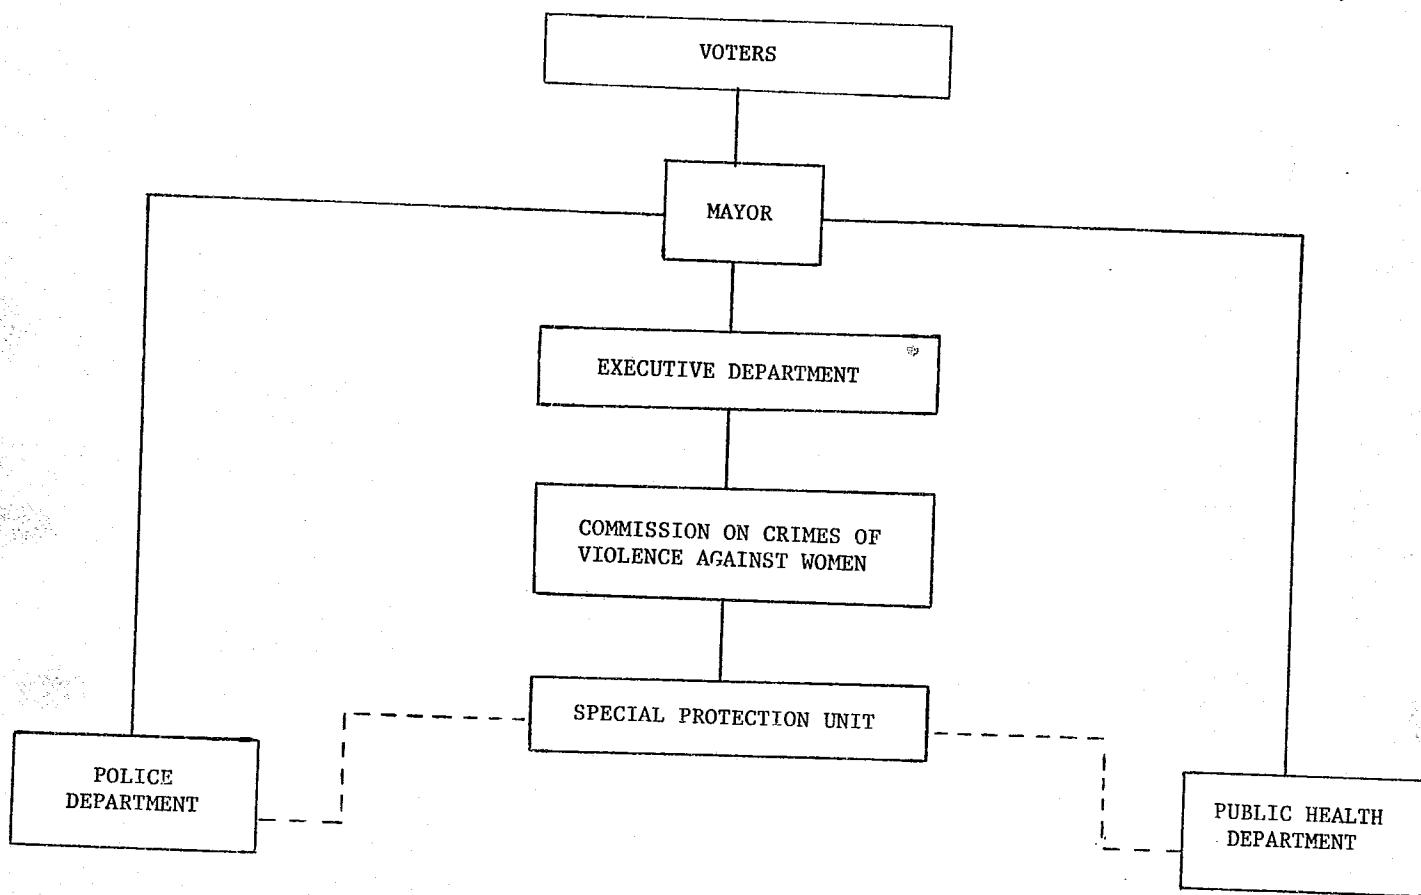 VOTERS
MAYOR
EXECUTIVE DEPARTMENT
COMMISSION ON CRIMES OF
VIOLENCE AGAINST WOMEN
SPECIAL PROTECTION UNIT
POLICE
DEPARTMENT
PUBLIC HEALTH
DEPARTMENT